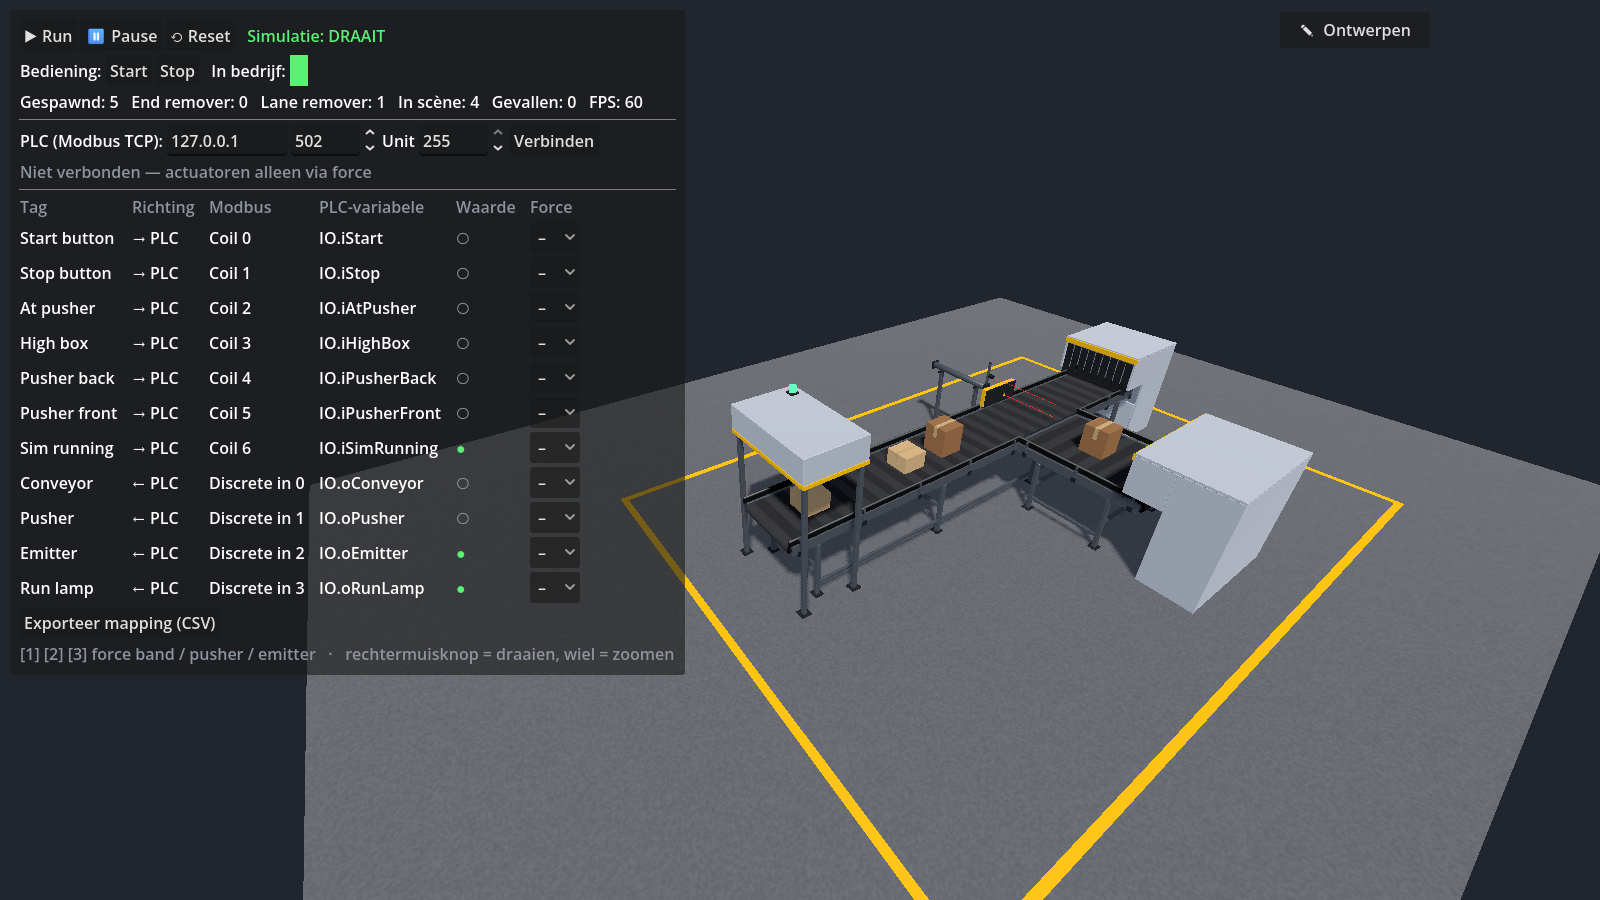 Run Pause Reset Simulatie: DRAAIT
Ontwerpen
Bediening: Start Stop In bedrijf:
Gespawnd: 5 End remover: 0 Lane remover: 1 In scène: 4 Gevallen: 0 FPS: 60
PLC (Modbus TCP): 127.0.0.1 502 Unit 255 Verbinden
Niet verbonden — actuatoren alleen via force
Tag Richting Modbus PLC-variabele Waarde Force
Start button → PLC Coil 0 IO.iStart ○ –
Stop button → PLC Coil 1 IO.iStop ○ –
At pusher → PLC Coil 2 IO.iAtPusher ○ –
High box → PLC Coil 3 IO.iHighBox ○ –
Pusher back → PLC Coil 4 IO.iPusherBack ○ –
Pusher front → PLC Coil 5 IO.iPusherFront ○ –
Sim running → PLC Coil 6 IO.iSimRunning ● –
Conveyor ← PLC Discrete in 0 IO.oConveyor ○ –
Pusher ← PLC Discrete in 1 IO.oPusher ○ –
Emitter ← PLC Discrete in 2 IO.oEmitter ● –
Run lamp ← PLC Discrete in 3 IO.oRunLamp ● –
Exporteer mapping (CSV)
[1] [2] [3] force band / pusher / emitter · rechtermuisknop = draaien, wiel = zoomen